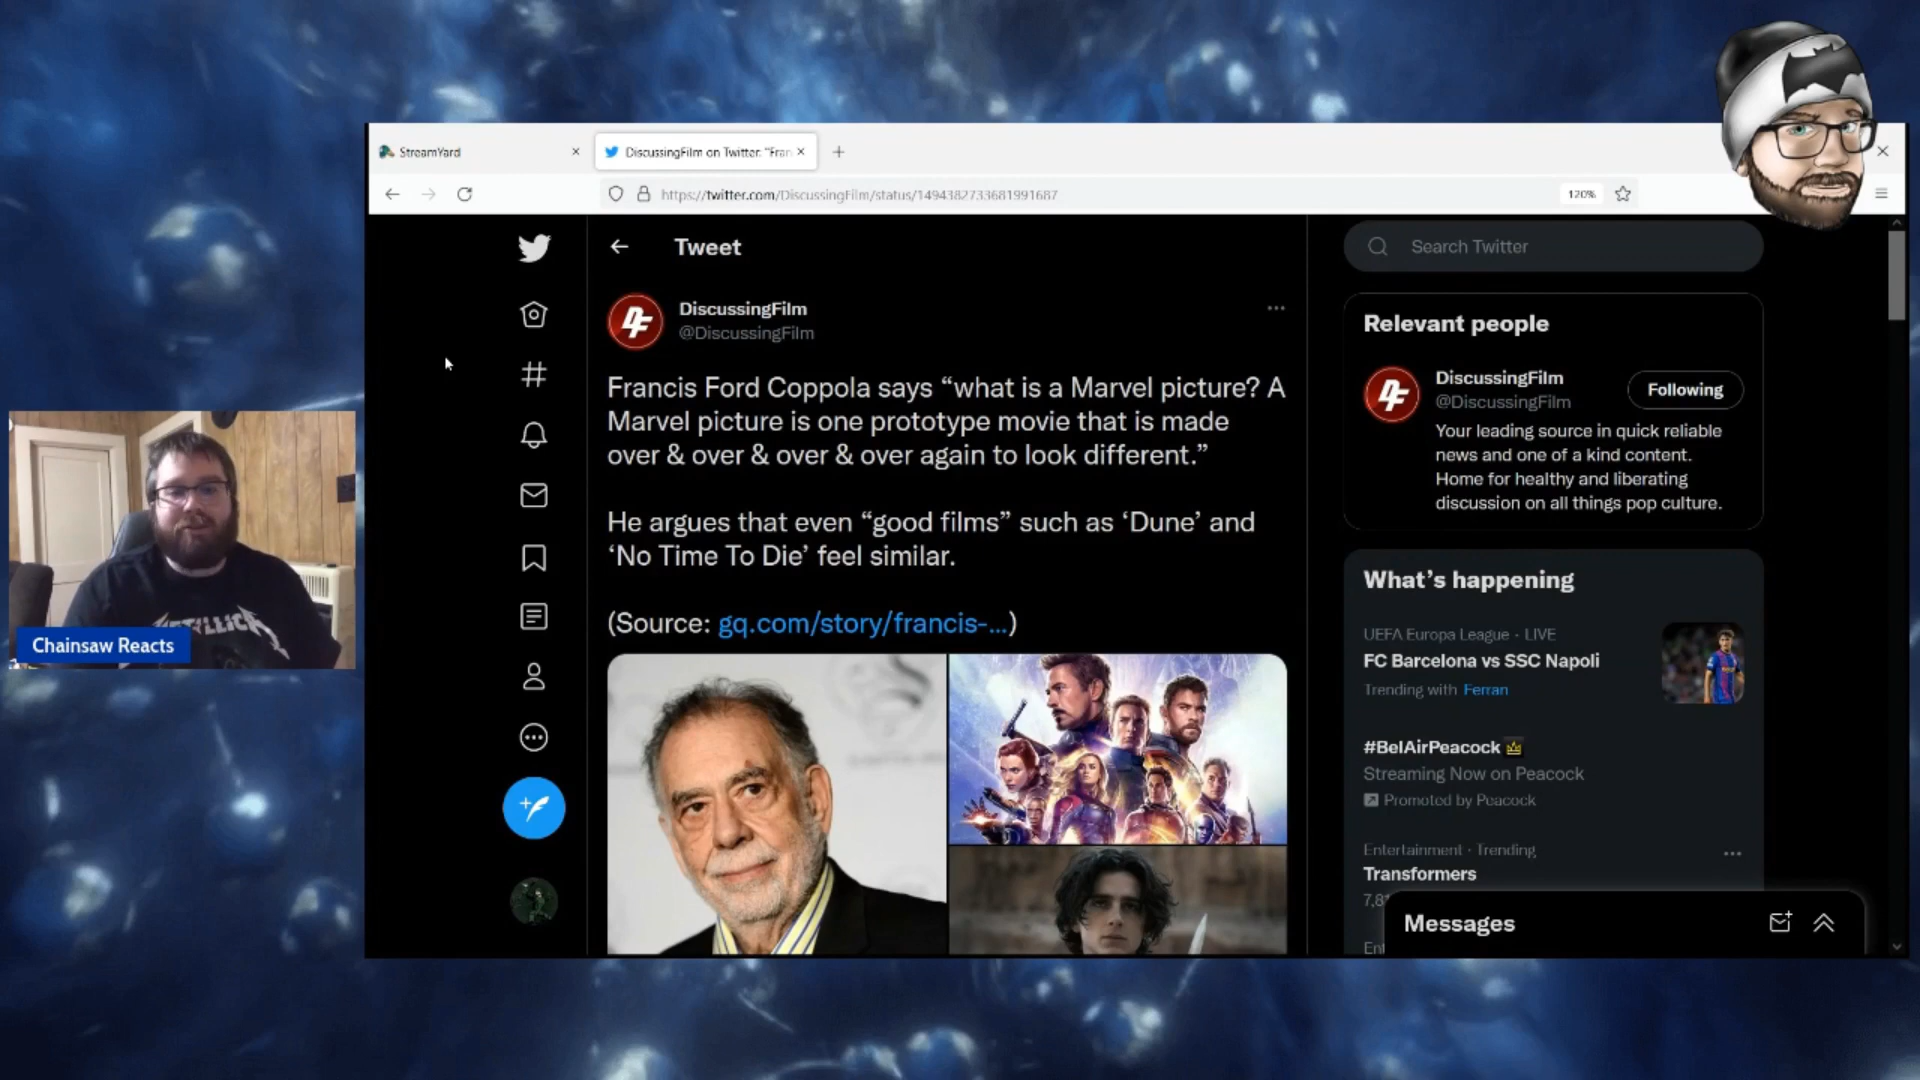 StreamYard
DiscussingFilm on Twitter: "Fran
https://twitter.com/DiscussingFilm/status/1494382733681991687
120%
Tweet
Search Twitter
DiscussingFilm
@DiscussingFilm
Francis Ford Coppola says “what is a Marvel picture? A
Marvel picture is one prototype movie that is made
over & over & over & over again to look different.”
He argues that even “good films” such as ‘Dune’ and
‘No Time To Die’ feel similar.
(Source: gq.com/story/francis-...)
Relevant people
DiscussingFilm
@DiscussingFilm
Following
Your leading source in quick reliable
news and one of a kind content.
Home for healthy and liberating
discussion on all things pop culture.
What’s happening
UEFA Europa League · LIVE
FC Barcelona vs SSC Napoli
Trending with Ferran
#BelAirPeacock
Streaming Now on Peacock
Promoted by Peacock
Entertainment · Trending
Transformers
7,8
Ent
Messages
METALLICA
Chainsaw Reacts